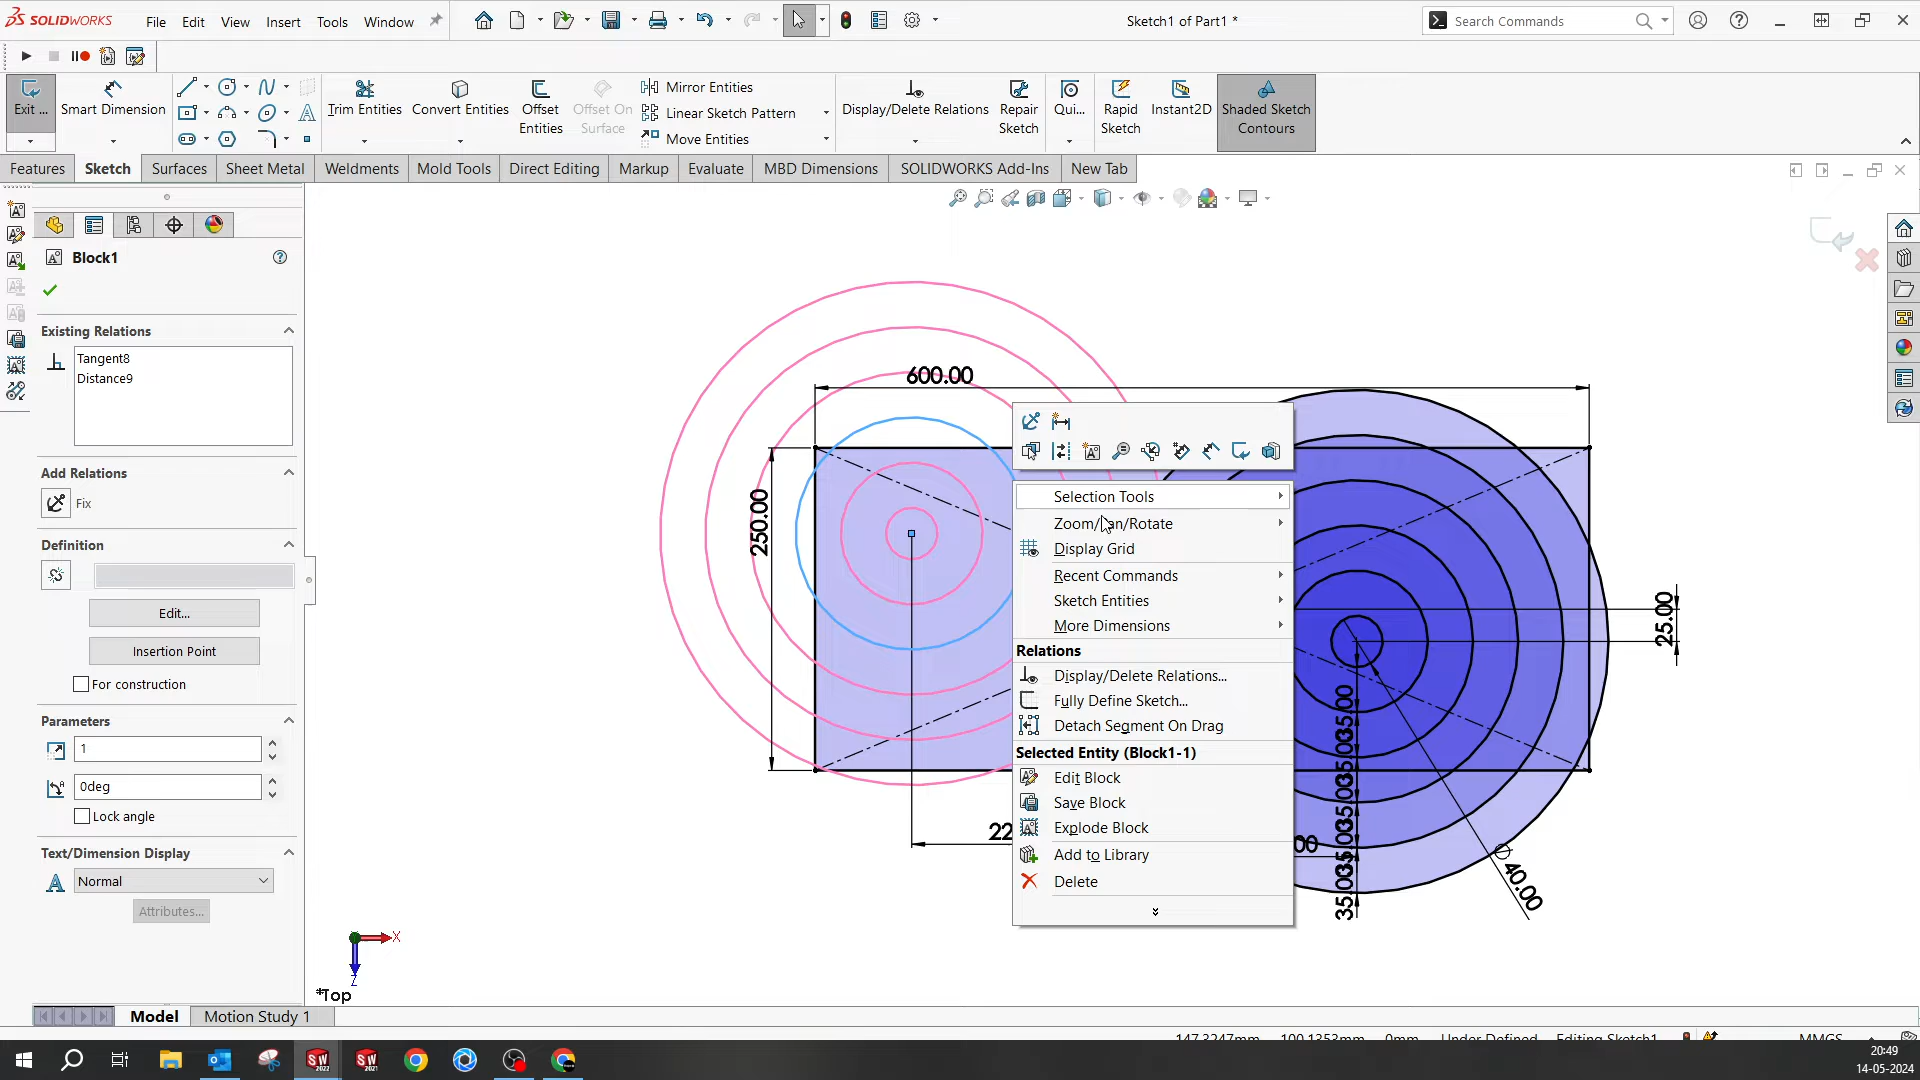 SOLIDWORKS File Edit View Insert Tools Window Sketch1 of Part1 * Search Commands
Exit ... Smart Dimension Trim Entities Convert Entities Offset Entities Offset On Surface Mirror Entities Display/Delete Relations Repair Sketch Qui... Rapid Sketch Instant2D Shaded Sketch Contours
Linear Sketch Pattern
Move Entities
Features Sketch Surfaces Sheet Metal Weldments Mold Tools Direct Editing Markup Evaluate MBD Dimensions SOLIDWORKS Add-Ins New Tab
Block1
Existing Relations
Tangent8
Distance9
Add Relations
Fix
Definition
Edit...
Insertion Point
For construction
Parameters
1
0deg
Lock angle
Text/Dimension Display
Normal
Attributes...
600.00
250.00
25.00
35.00
40.00
X
Z
*Top
Selection Tools
Zoom/Pan/Rotate
Display Grid
Recent Commands
Sketch Entities
More Dimensions
Relations
Display/Delete Relations...
Fully Define Sketch...
Detach Segment On Drag
Selected Entity (Block1-1)
Edit Block
Save Block
Explode Block
Add to Library
Delete
Model Motion Study 1
147.3247mm 100.1353mm 0mm Under Defined Editing Sketch1 MMGS
20:49
14-05-2024